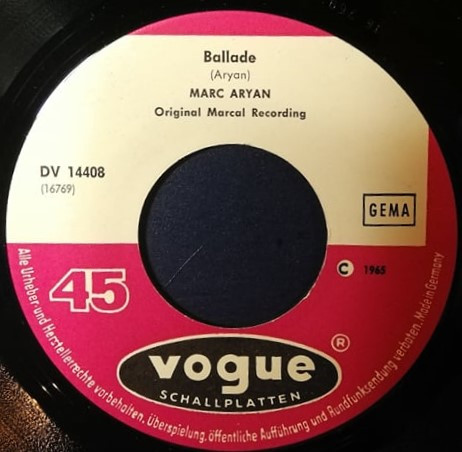 Ballade
(Aryan)
MARC ARYAN
Original Marcal Recording
DV 14408
(16769)
GEMA
45
C 1965
vogue ®
SCHALLPLATTEN
Alle Urheber- und Herstellerrechte vorbehalten. Überspielung, öffentliche Aufführung und Rundfunksendung verboten. Made in Germany